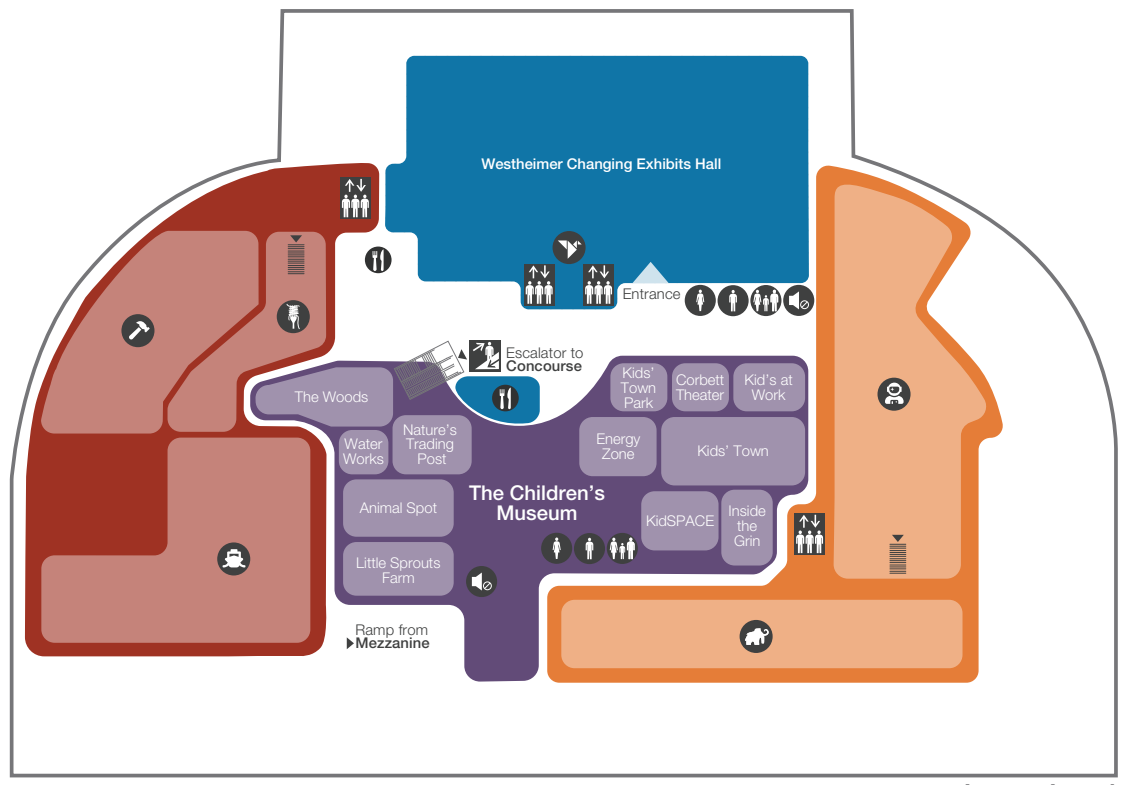 Westheimer Changing Exhibits Hall
Entrance
Escalator to
Concourse
The Woods
Kids’
Town
Park
Corbett
Theater
Kid's at
Work
Water
Works
Nature's
Trading
Post
Energy
Zone
Kids’ Town
Animal Spot
The Children’s
Museum
KidSPACE
Inside
the
Grin
Little Sprouts
Farm
Ramp from
Mezzanine